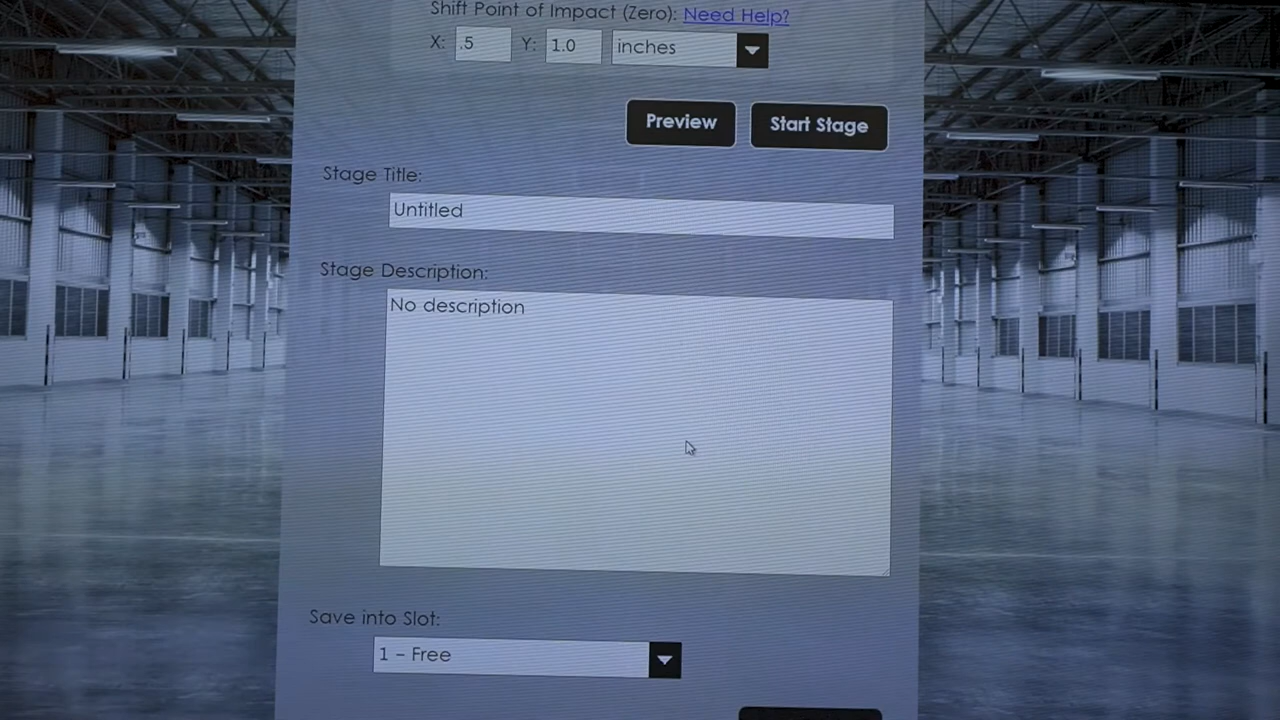 Shift Point of Impact (Zero): Need Help?
X: .5 Y: 1.0 inches
Preview Start Stage
Stage Title:
Untitled
Stage Description:
No description
Save into Slot:
1 - Free